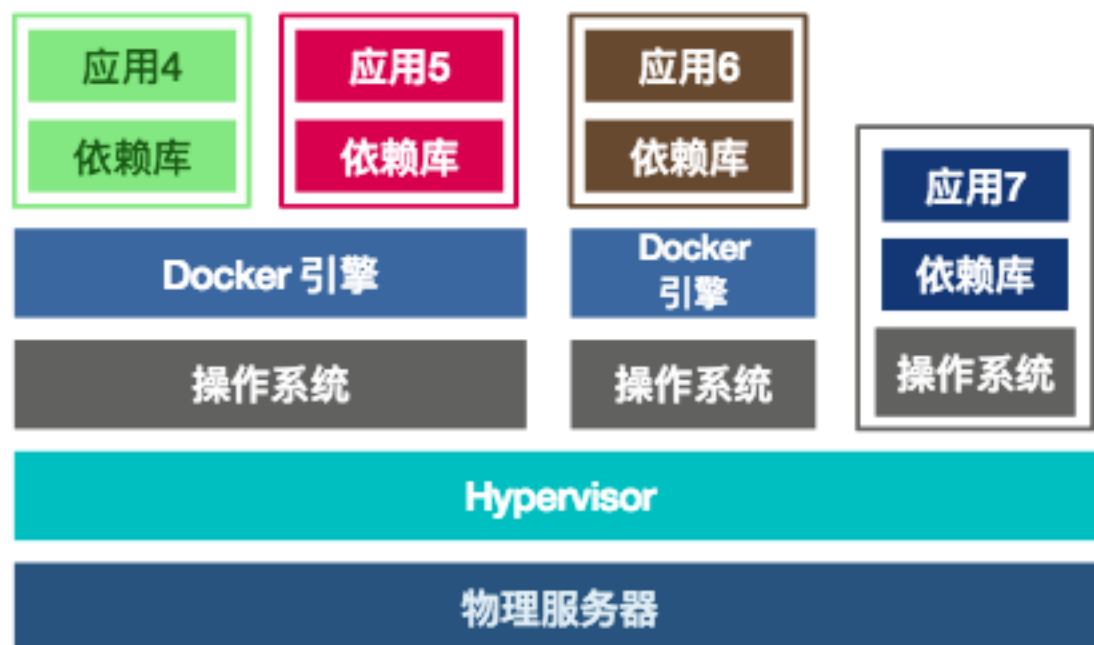 应用4
依赖库
应用5
依赖库
应用6
依赖库
应用7
依赖库
操作系统
Docker 引擎
Docker
引擎
操作系统
操作系统
Hypervisor
物理服务器